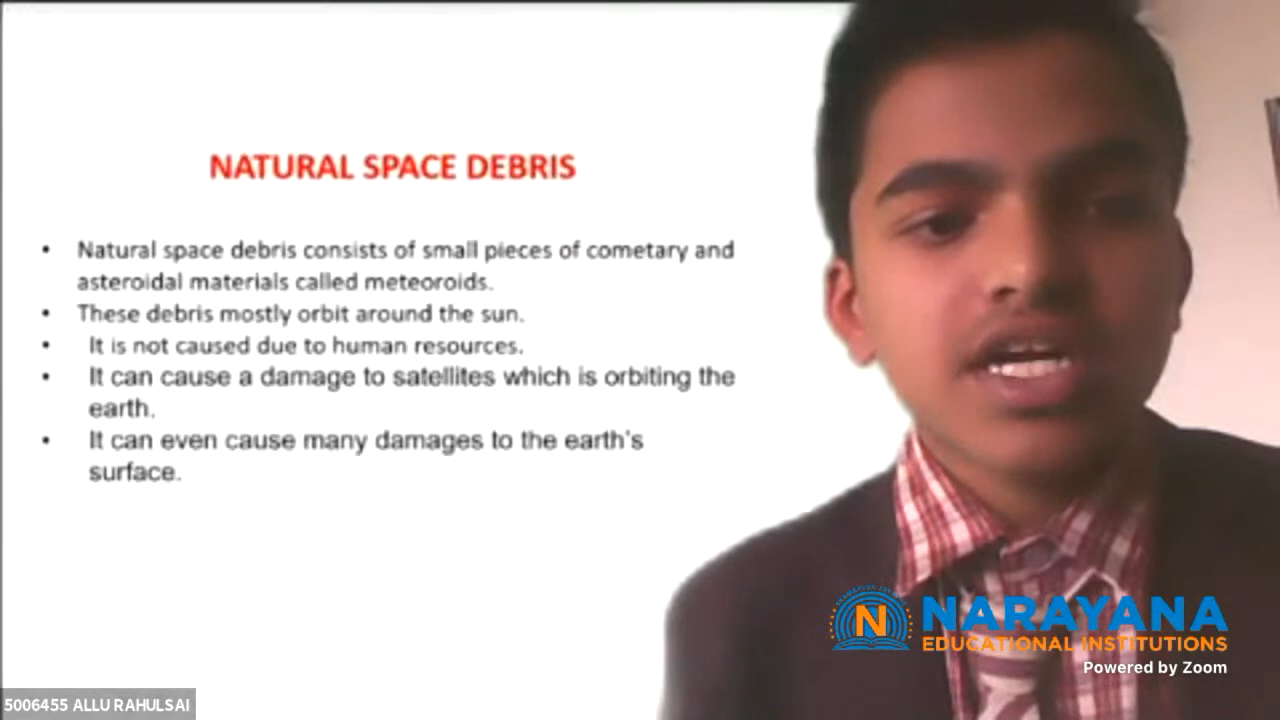 NATURAL SPACE DEBRIS
• Natural space debris consists of small pieces of cometary and
asteroidal materials called meteoroids.
• These debris mostly orbit around the sun.
• It is not caused due to human resources.
• It can cause a damage to satellites which is orbiting the
earth.
• It can even cause many damages to the earth's
surface.
N
NARAYANA
EDUCATIONAL INSTITUTIONS
Powered by Zoom
5006455 ALLU RAHULSAI